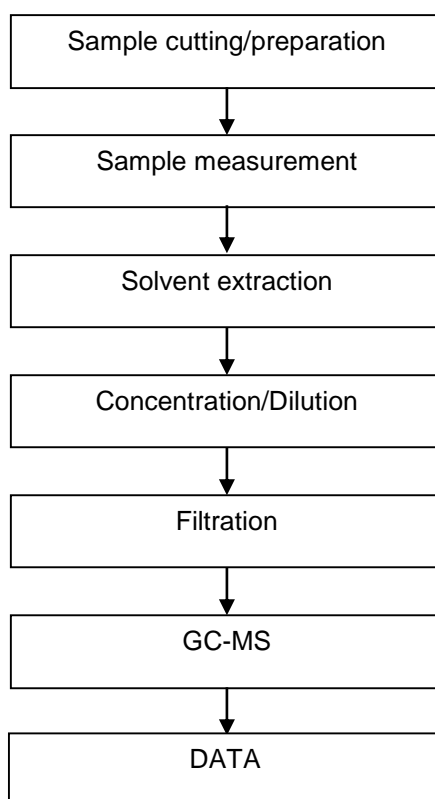 Sample cutting/preparation
Sample measurement
Solvent extraction
Concentration/Dilution
Filtration
GC-MS
DATA